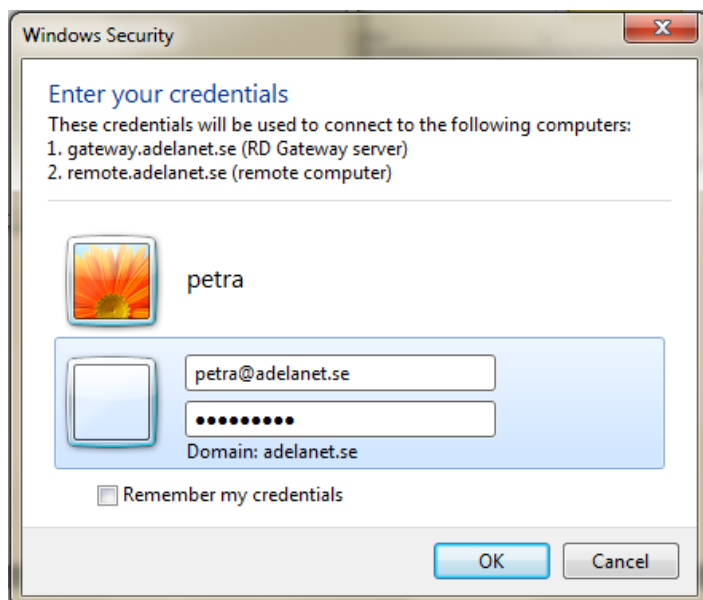 Windows Security
Enter your credentials
These credentials will be used to connect to the following computers:
1. gateway.adelanet.se (RD Gateway server)
2. remote.adelanet.se (remote computer)
petra
petra@adelanet.se
●●●●●●●●●
Domain: adelanet.se
Remember my credentials
OK
Cancel